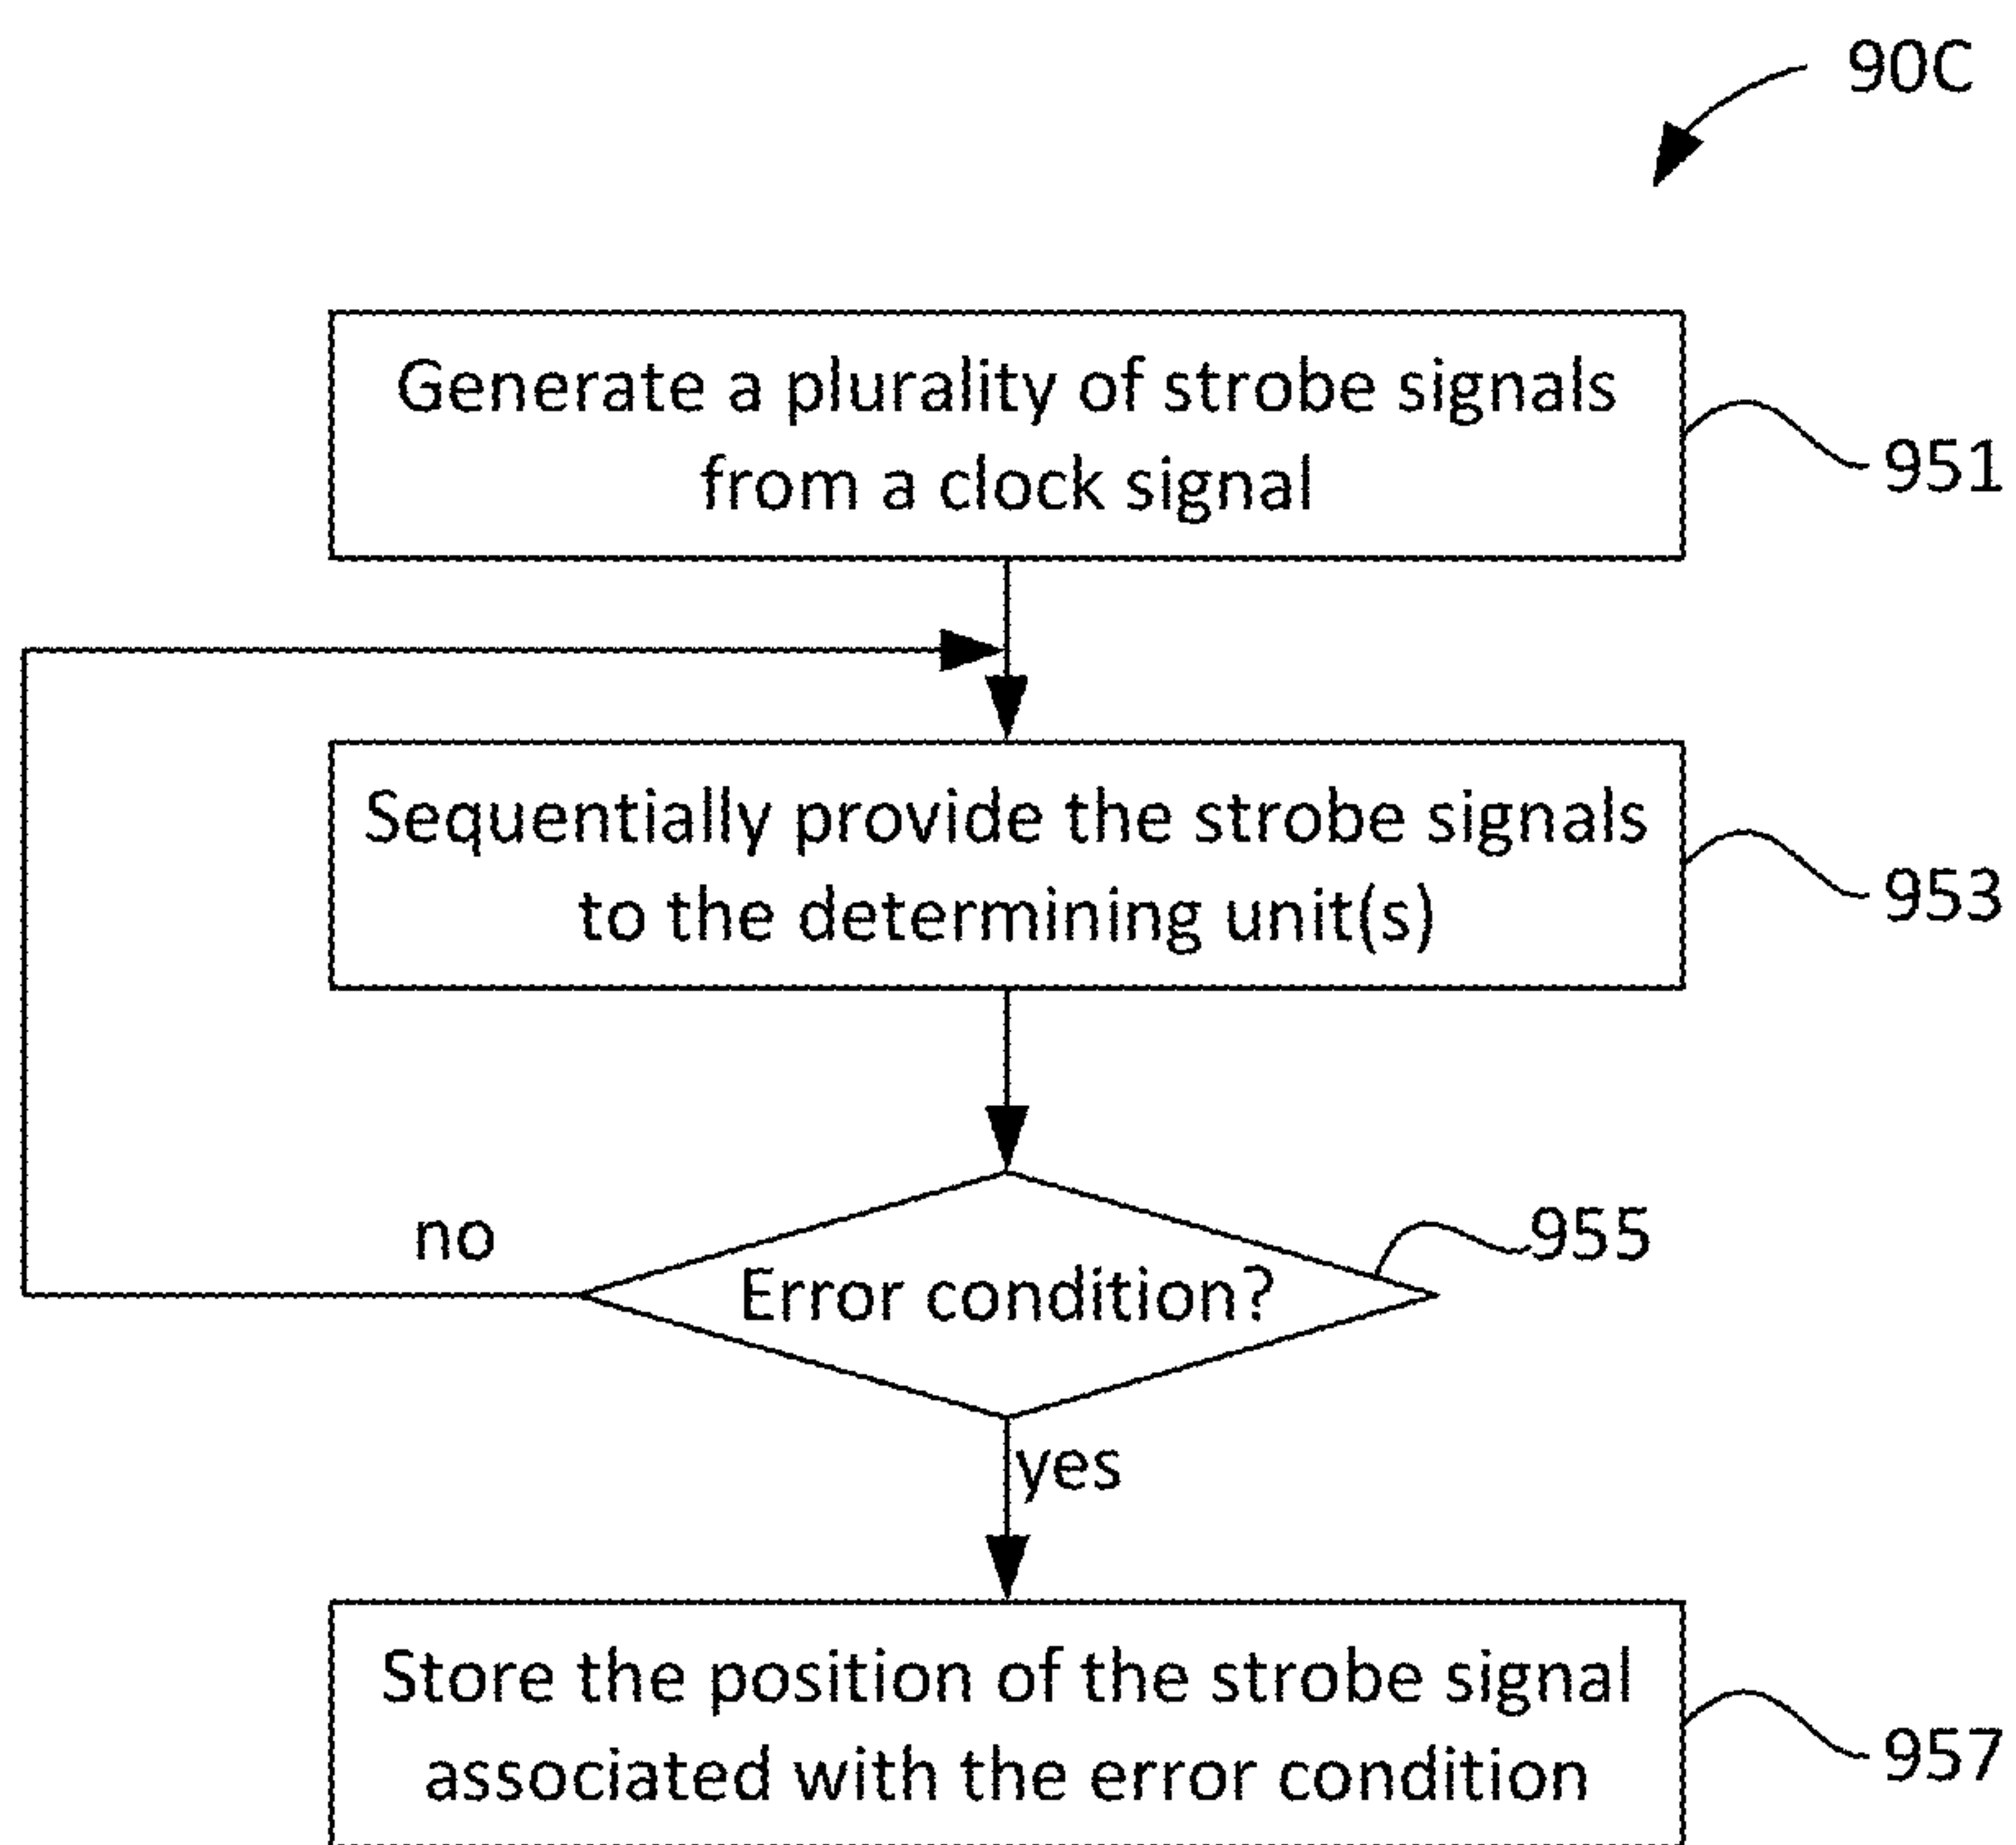 90C
Generate a plurality of strobe signals
from a clock signal
951
Sequentially provide the strobe signals
to the determining unit(s)
953
no
Error condition?
955
yes
Store the position of the strobe signal
associated with the error condition
957